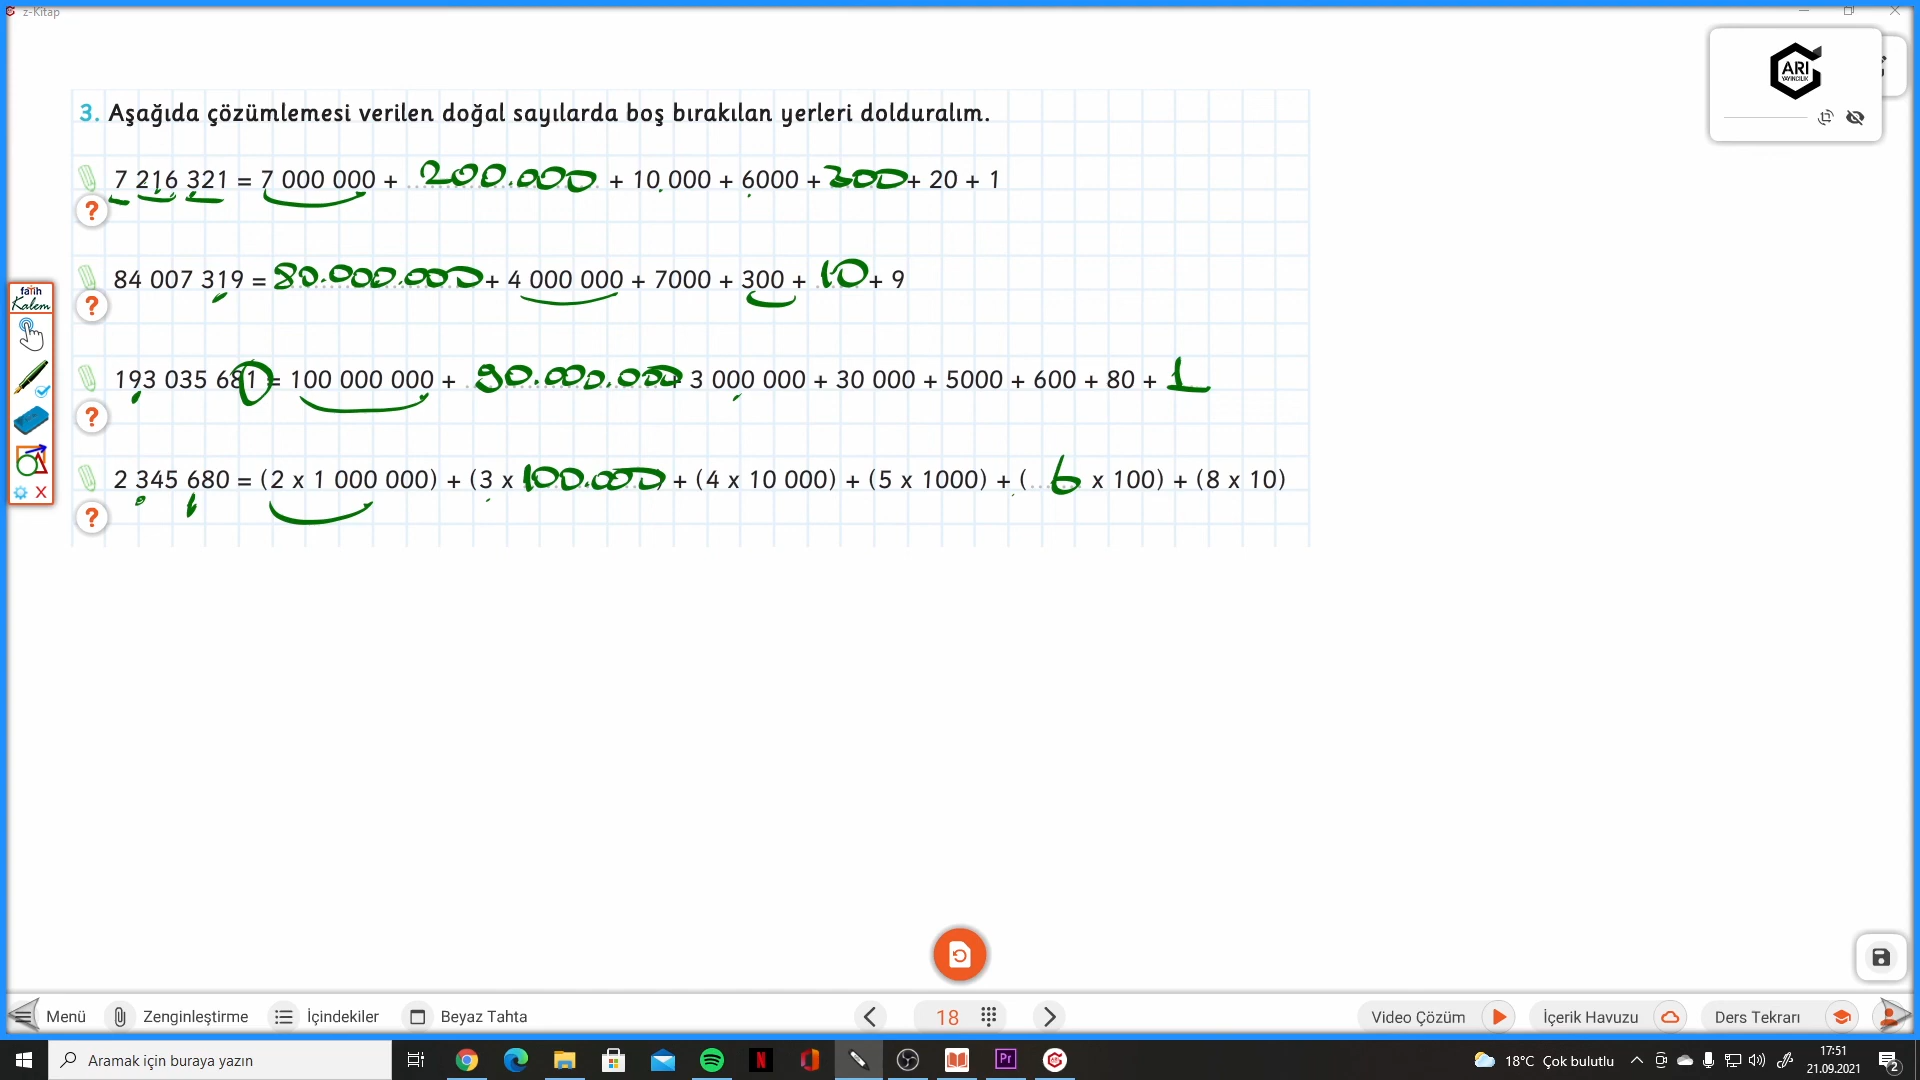 z-Kitap
ARI
YAYINCILIK
3. Aşağıda çözümlemesi verilen doğal sayılarda boş bırakılan yerleri dolduralım.
7 216 321 = 7 000 000 + 200.000 + 10 000 + 6000 + 300 + 20 + 1
?
84 007 319 = 80.000.000 + 4 000 000 + 7000 + 300 + 10 + 9
?
193 035 681 = 100 000 000 + 90.000.000 + 3 000 000 + 30 000 + 5000 + 600 + 80 + 1
?
2 345 680 = (2 x 1 000 000) + (3 x 100.000) + (4 x 10 000) + (5 x 1000) + (6 x 100) + (8 x 10)
?
fatih
Kalem
Menü Zenginleştirme İçindekiler Beyaz Tahta 18 Video Çözüm İçerik Havuzu Ders Tekrarı
Aramak için buraya yazın
N
Pr
18°C Çok bulutlu
17:51
21.09.2021
2